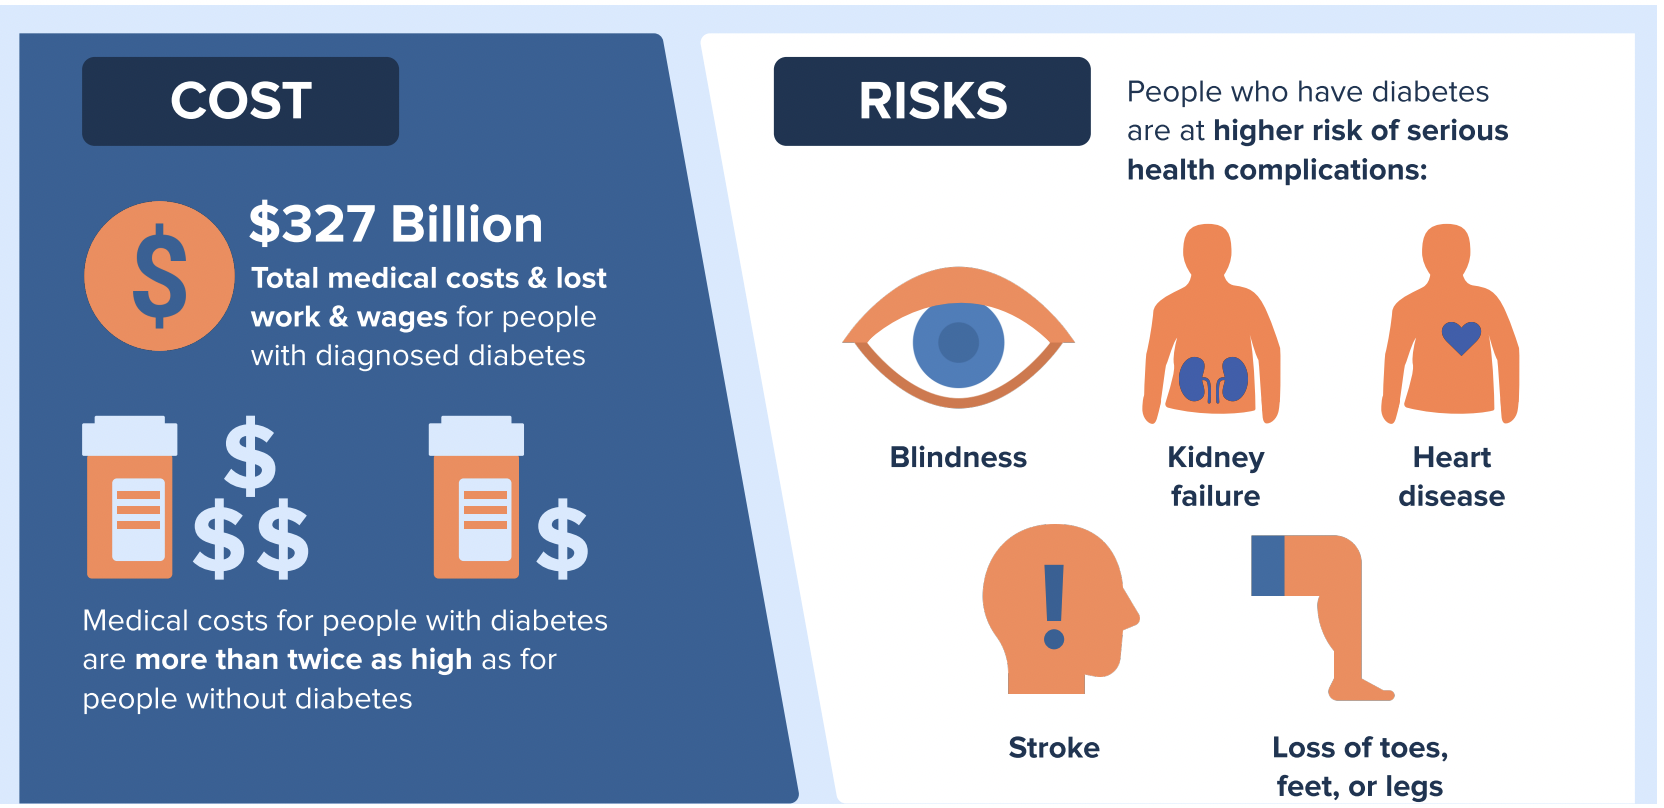 COST
$
$327 Billion
Total medical costs & lost
work & wages for people
with diagnosed diabetes
$
$$
$
Medical costs for people with diabetes
are more than twice as high as for
people without diabetes
RISKS
People who have diabetes
are at higher risk of serious
health complications:
Blindness
Kidney
failure
Heart
disease
!
Stroke
Loss of toes,
feet, or legs